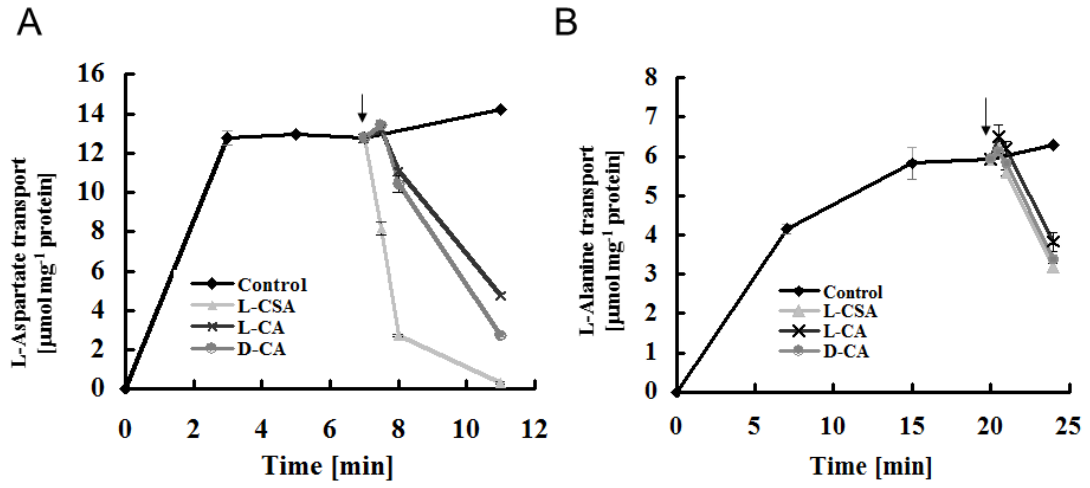 A
L-Aspartate transport
[µmol mg⁻¹ protein]
16
14
12
10
8
6
4
2
0
Control
L-CSA
L-CA
D-CA
0 2 4 6 8 10 12
Time [min]
B
L-Alanine transport
[µmol mg⁻¹ protein]
8
7
6
5
4
3
2
1
0
Control
L-CSA
L-CA
D-CA
0 5 10 15 20 25
Time [min]